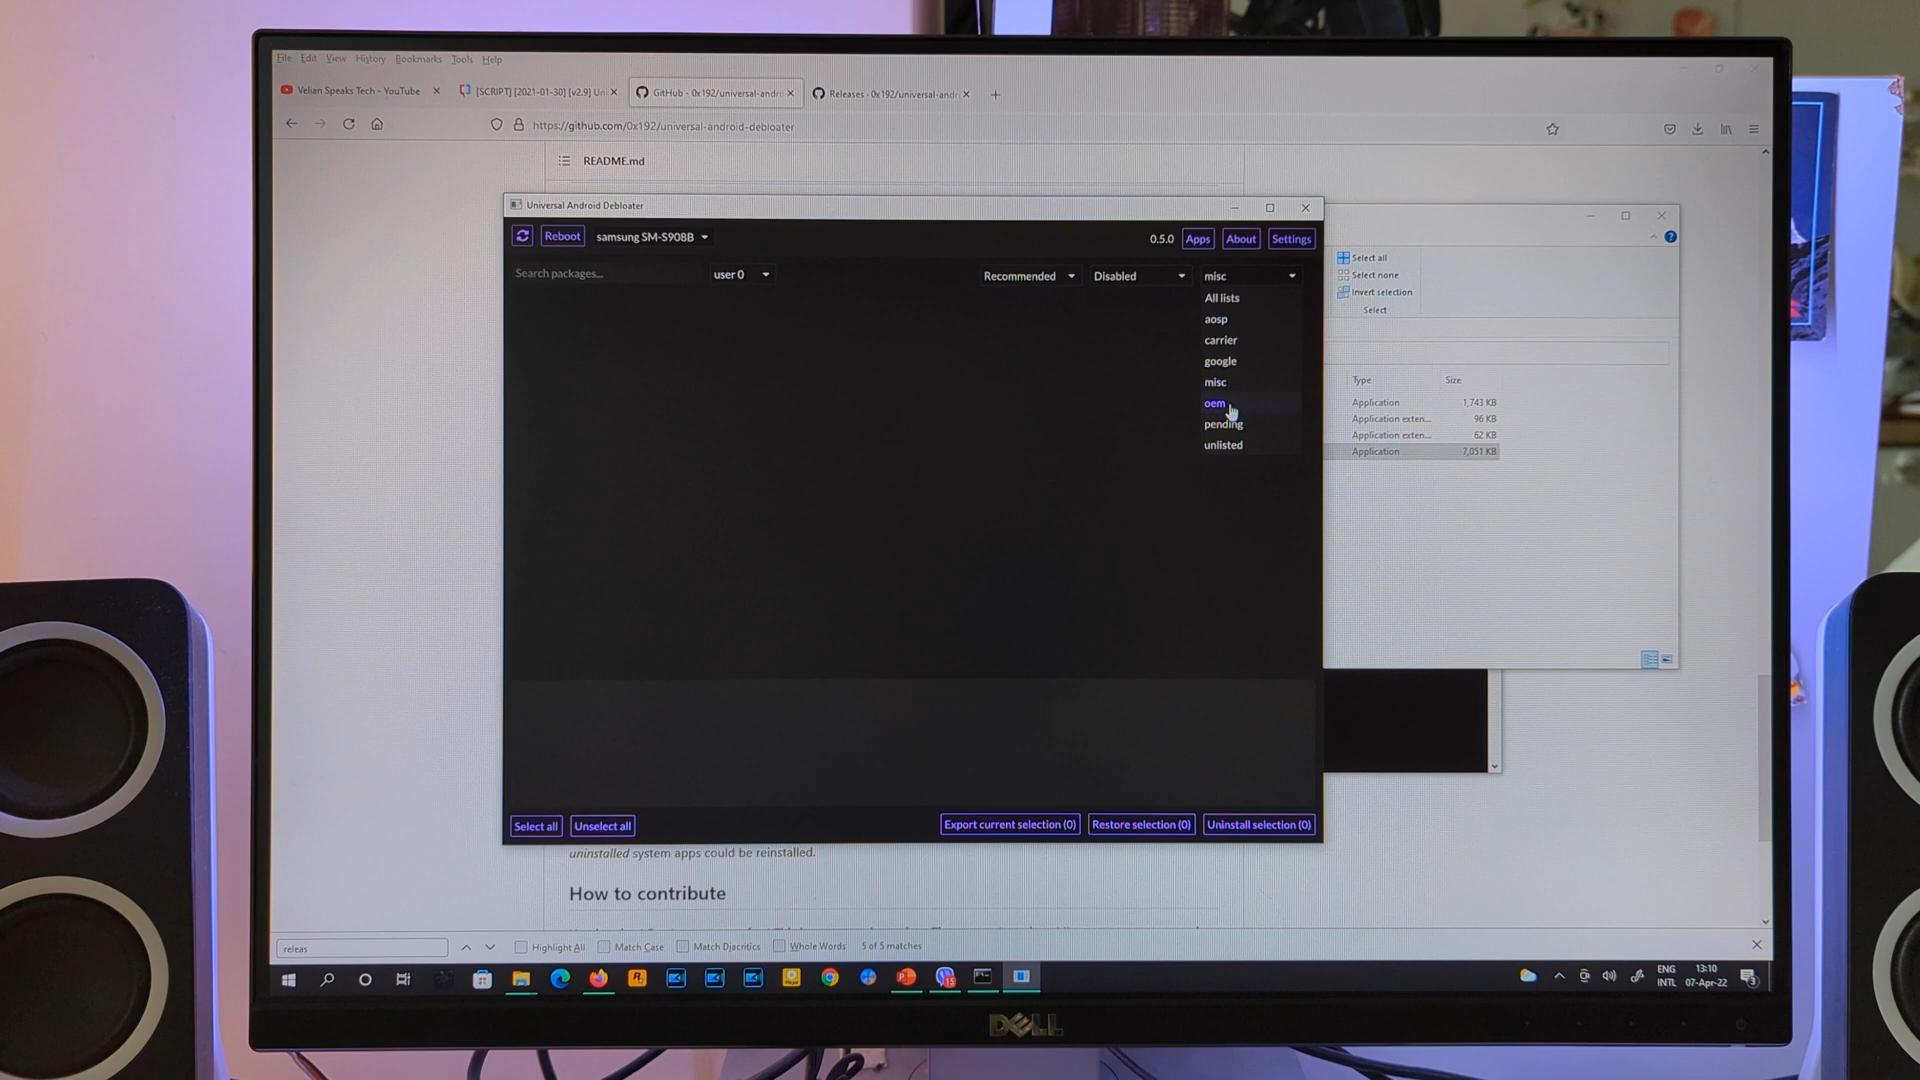 File Edit View History Bookmarks Tools Help
Velian Speaks Tech - YouTube
[SCRIPT] [2021-01-30] [v2.9] Un
GitHub - 0x192/universal-andr
Releases · 0x192/universal-andr
https://github.com/0x192/universal-android-debloater
README.md
Universal Android Debloater
Reboot samsung SM-S908B
0.5.0 Apps About Settings
Search packages... user 0
Recommended Disabled misc
All lists
aosp
carrier
google
misc
oem
pending
unlisted
Select all
Select none
Invert selection
Select
Type Size
Application 1,743 KB
Application exten... 96 KB
Application exten... 62 KB
Application 7,051 KB
Select all Unselect all
Export current selection (0) Restore selection (0) Uninstall selection (0)
uninstalled system apps could be reinstalled.
How to contribute
releas
Highlight All Match Case Match Diacritics Whole Words 5 of 5 matches
ENG
INTL
13:10
07-Apr-22
3
15
DELL